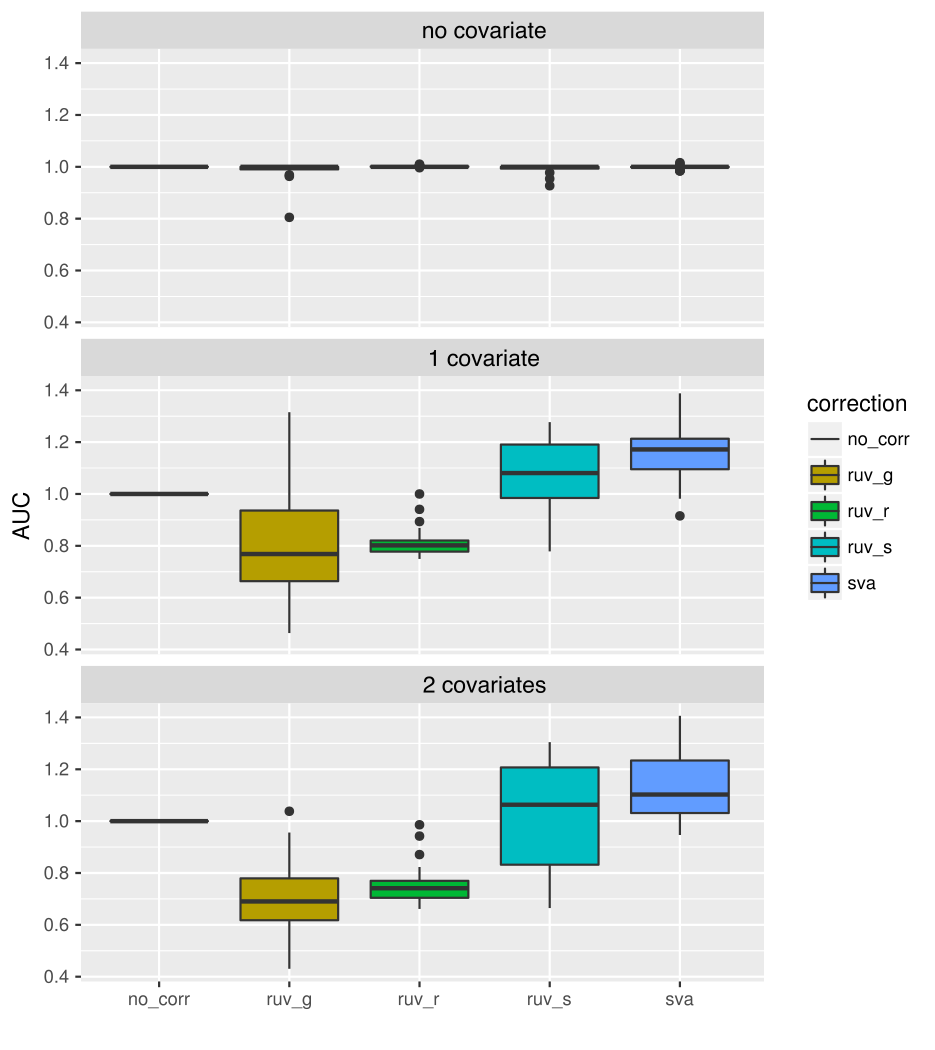 no covariate
1.4
1.2
1.0
0.8
0.6
0.4
1 covariate
1.4
1.2
1.0
0.8
0.6
0.4
2 covariates
1.4
1.2
1.0
0.8
0.6
0.4
AUC
no_corr ruv_g ruv_r ruv_s sva
correction
no_corr
ruv_g
ruv_r
ruv_s
sva